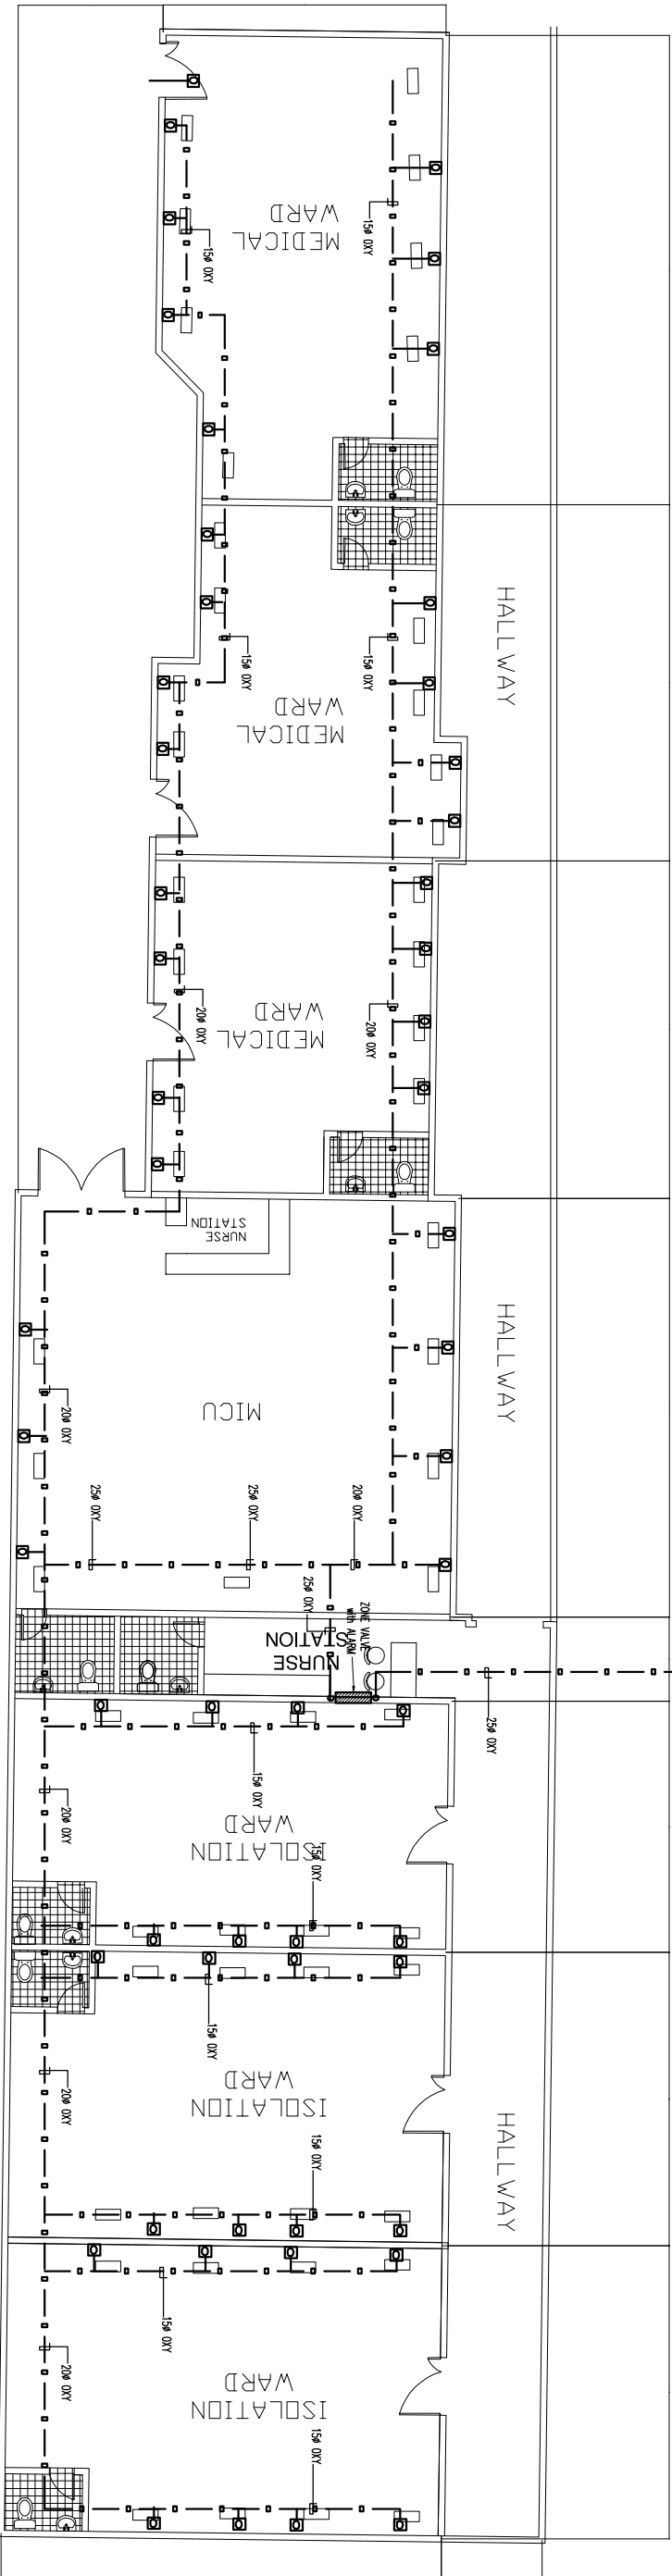 MEDICAL
WARD
15ø OXY
15ø OXY
HALLWAY
15ø OXY
15ø OXY
MEDICAL
WARD
MEDICAL
WARD
20ø OXY
20ø OXY
NURSE
STATION
HALLWAY
MICU
20ø OXY
25ø OXY
25ø OXY
20ø OXY
25ø OXY
ZONE VALVE
with ALARM
NURSE
STATION
25ø OXY
15ø OXY
20ø OXY
ISOLATION
WARD
15ø OXY
15ø OXY
20ø OXY
ISOLATION
WARD
HALLWAY
15ø OXY
15ø OXY
20ø OXY
ISOLATION
WARD
15ø OXY